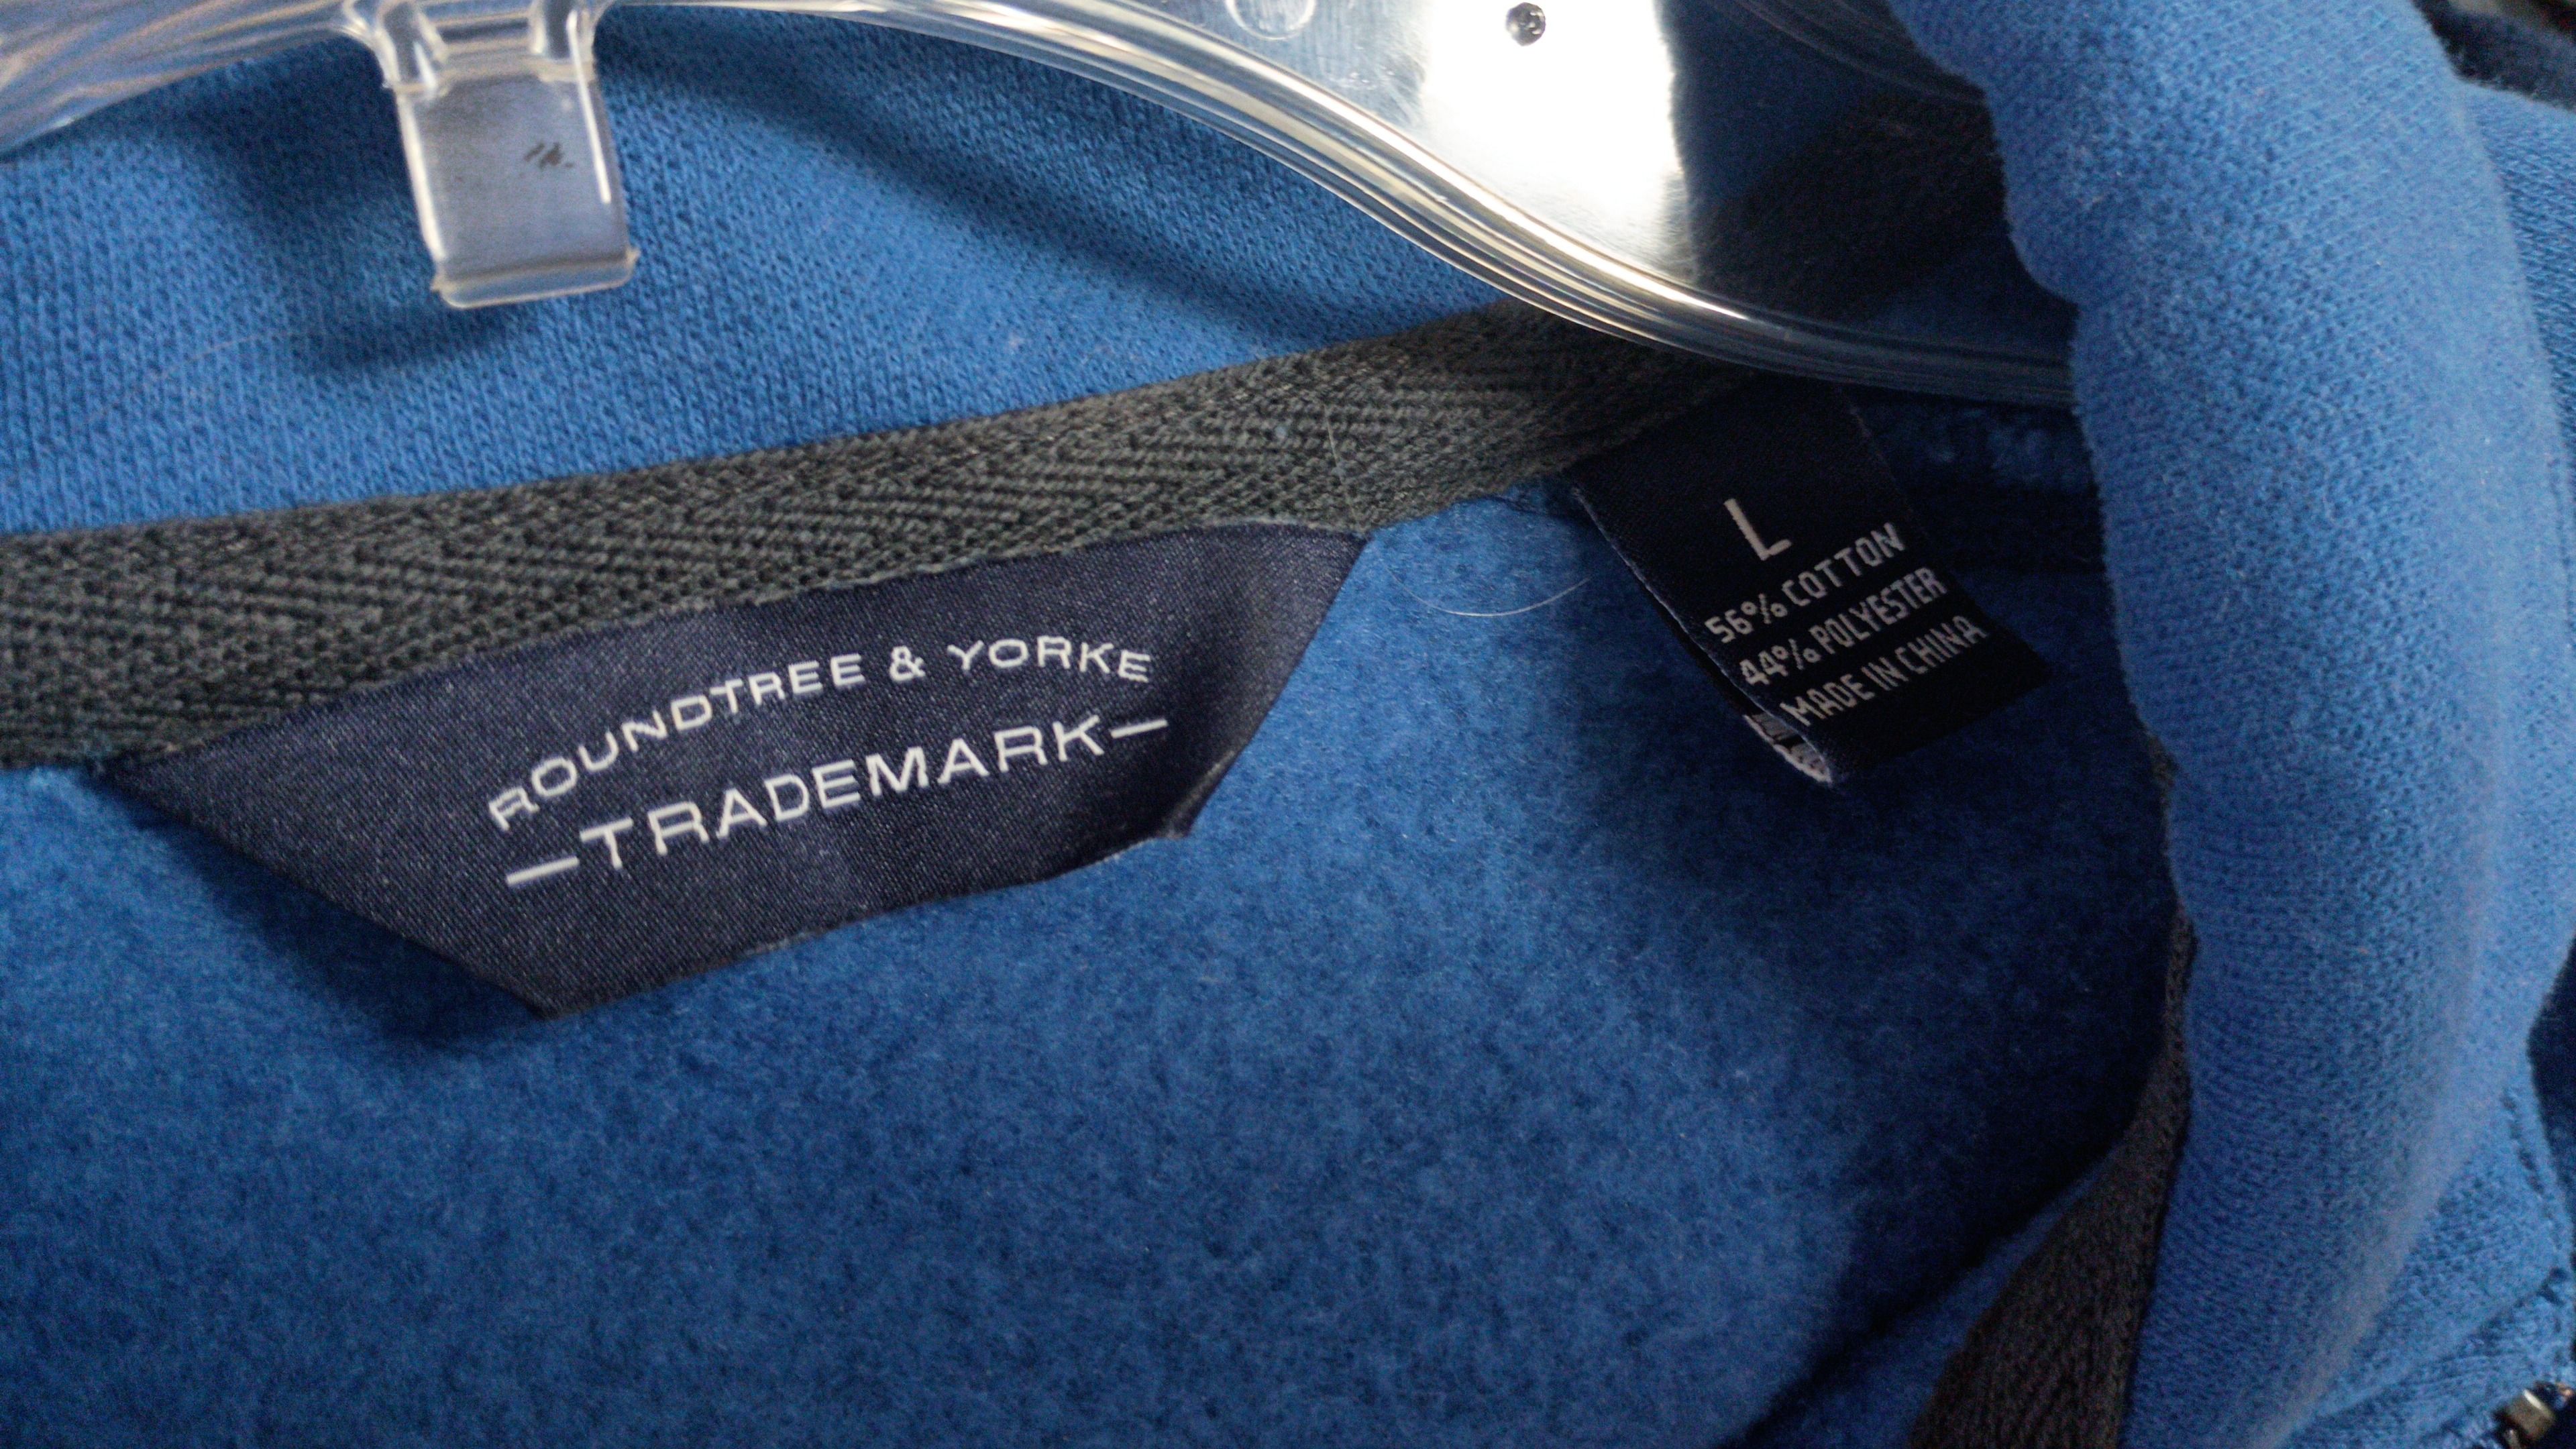 ROUNDTREE & YORKE
—TRADEMARK—
L
56% COTTON
44% POLYESTER
MADE IN CHINA